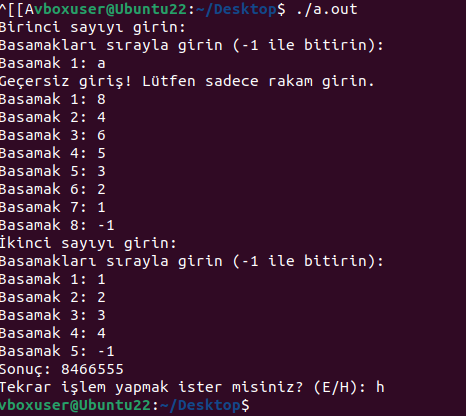 ^[[Avboxuser@Ubuntu22:~/Desktop$ ./a.out
Birinci sayıyı girin:
Basamakları sırayla girin (-1 ile bitirin):
Basamak 1: a
Geçersiz giriş! Lütfen sadece rakam girin.
Basamak 1: 8
Basamak 2: 4
Basamak 3: 6
Basamak 4: 5
Basamak 5: 3
Basamak 6: 2
Basamak 7: 1
Basamak 8: -1
İkinci sayıyı girin:
Basamakları sırayla girin (-1 ile bitirin):
Basamak 1: 1
Basamak 2: 2
Basamak 3: 3
Basamak 4: 4
Basamak 5: -1
Sonuç: 8466555
Tekrar işlem yapmak ister misiniz? (E/H): h
vboxuser@Ubuntu22:~/Desktop$